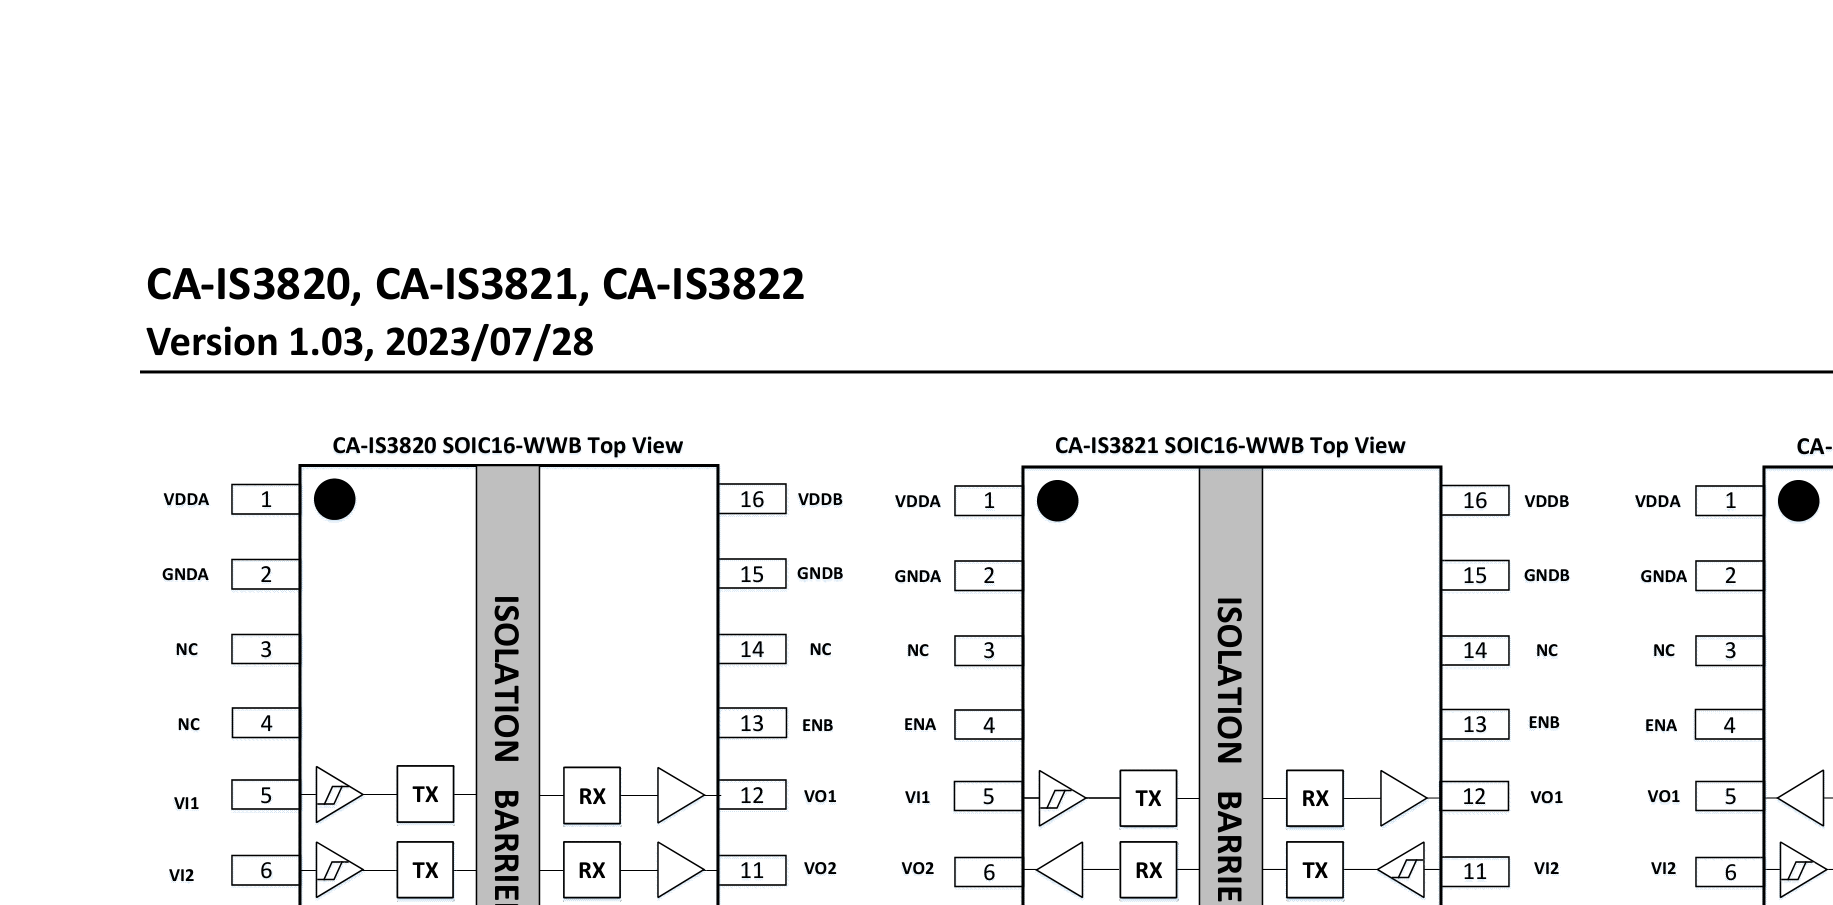 CA-IS3820, CA-IS3821, CA-IS3822
Version 1.03, 2023/07/28
CA-IS3820 SOIC16-WWB Top View
VDDA 1 16 VDDB
GNDA 2 15 GNDB
NC 3 14 NC
NC 4 13 ENB
VI1 5 TX RX 12 VO1
VI2 6 TX RX 11 VO2
ISOLATION BARRIE
CA-IS3821 SOIC16-WWB Top View
VDDA 1 16 VDDB
GNDA 2 15 GNDB
NC 3 14 NC
ENA 4 13 ENB
VI1 5 TX RX 12 VO1
VO2 6 RX TX 11 VI2
ISOLATION BARRIE
CA-
VDDA 1
GNDA 2
NC 3
ENA 4
VO1 5
VI2 6